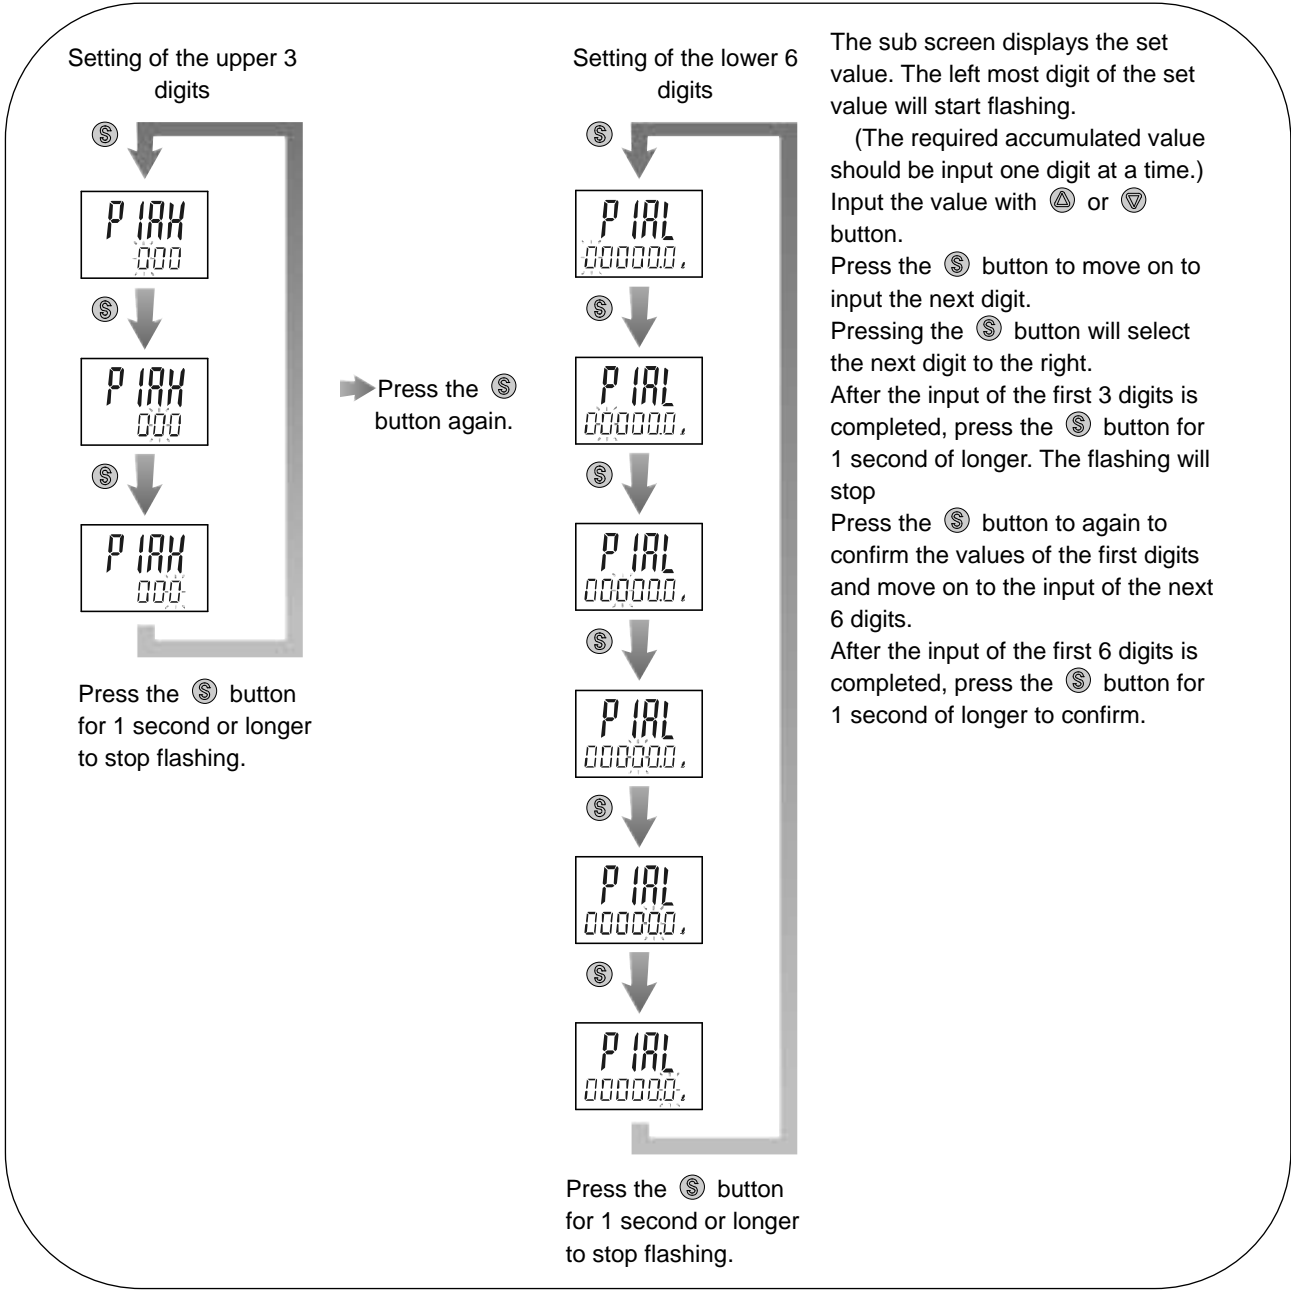 Setting of the upper 3
digits
Ⓢ
P 1AH
000
Ⓢ
P 1AH
000
Ⓢ
P 1AH
000
Press the Ⓢ button
for 1 second or longer
to stop flashing.
Press the Ⓢ
button again.
Setting of the lower 6
digits
Ⓢ
P 1AL
00000.0 ℓ
Ⓢ
P 1AL
00000.0 ℓ
Ⓢ
P 1AL
00000.0 ℓ
Ⓢ
P 1AL
00000.0 ℓ
Ⓢ
P 1AL
00000.0 ℓ
Ⓢ
P 1AL
00000.0 ℓ
Press the Ⓢ button
for 1 second or longer
to stop flashing.
The sub screen displays the set
value. The left most digit of the set
value will start flashing.
(The required accumulated value
should be input one digit at a time.)
Input the value with △ or ▽
button.
Press the Ⓢ button to move on to
input the next digit.
Pressing the Ⓢ button will select
the next digit to the right.
After the input of the first 3 digits is
completed, press the Ⓢ button for
1 second of longer. The flashing will
stop
Press the Ⓢ button to again to
confirm the values of the first digits
and move on to the input of the next
6 digits.
After the input of the first 6 digits is
completed, press the Ⓢ button for
1 second of longer to confirm.